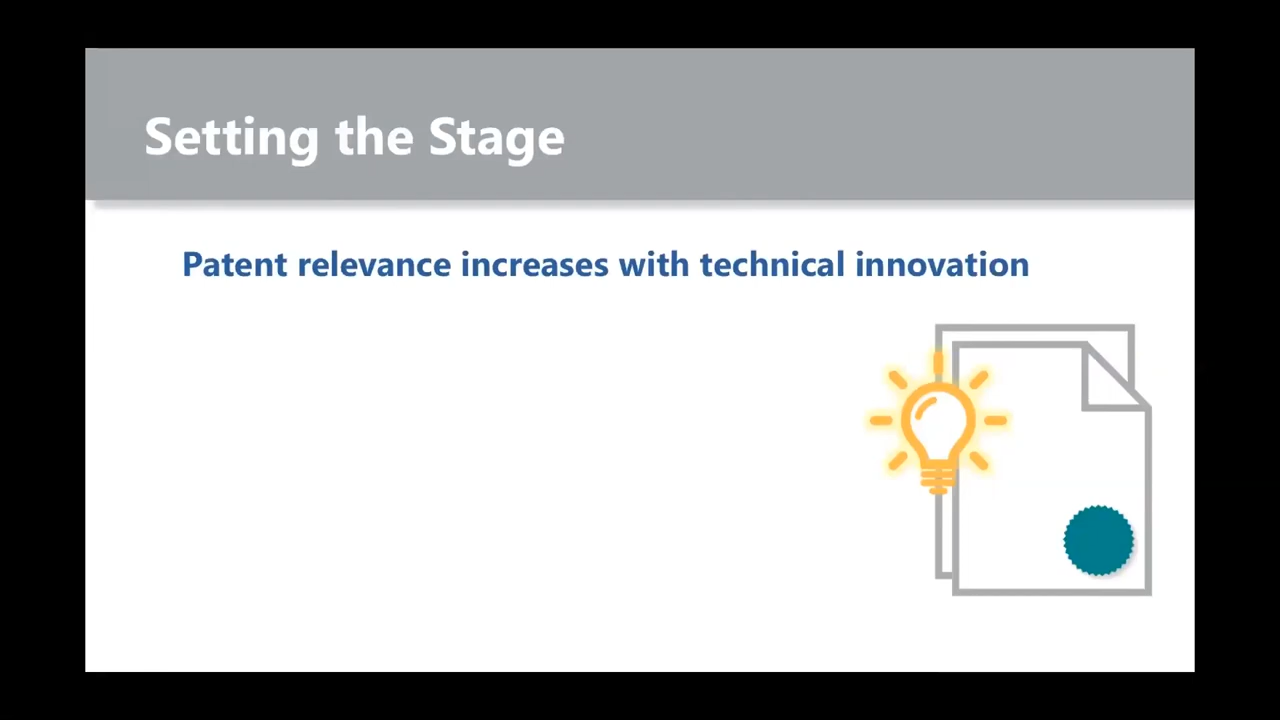 Setting the Stage
Patent relevance increases with technical innovation